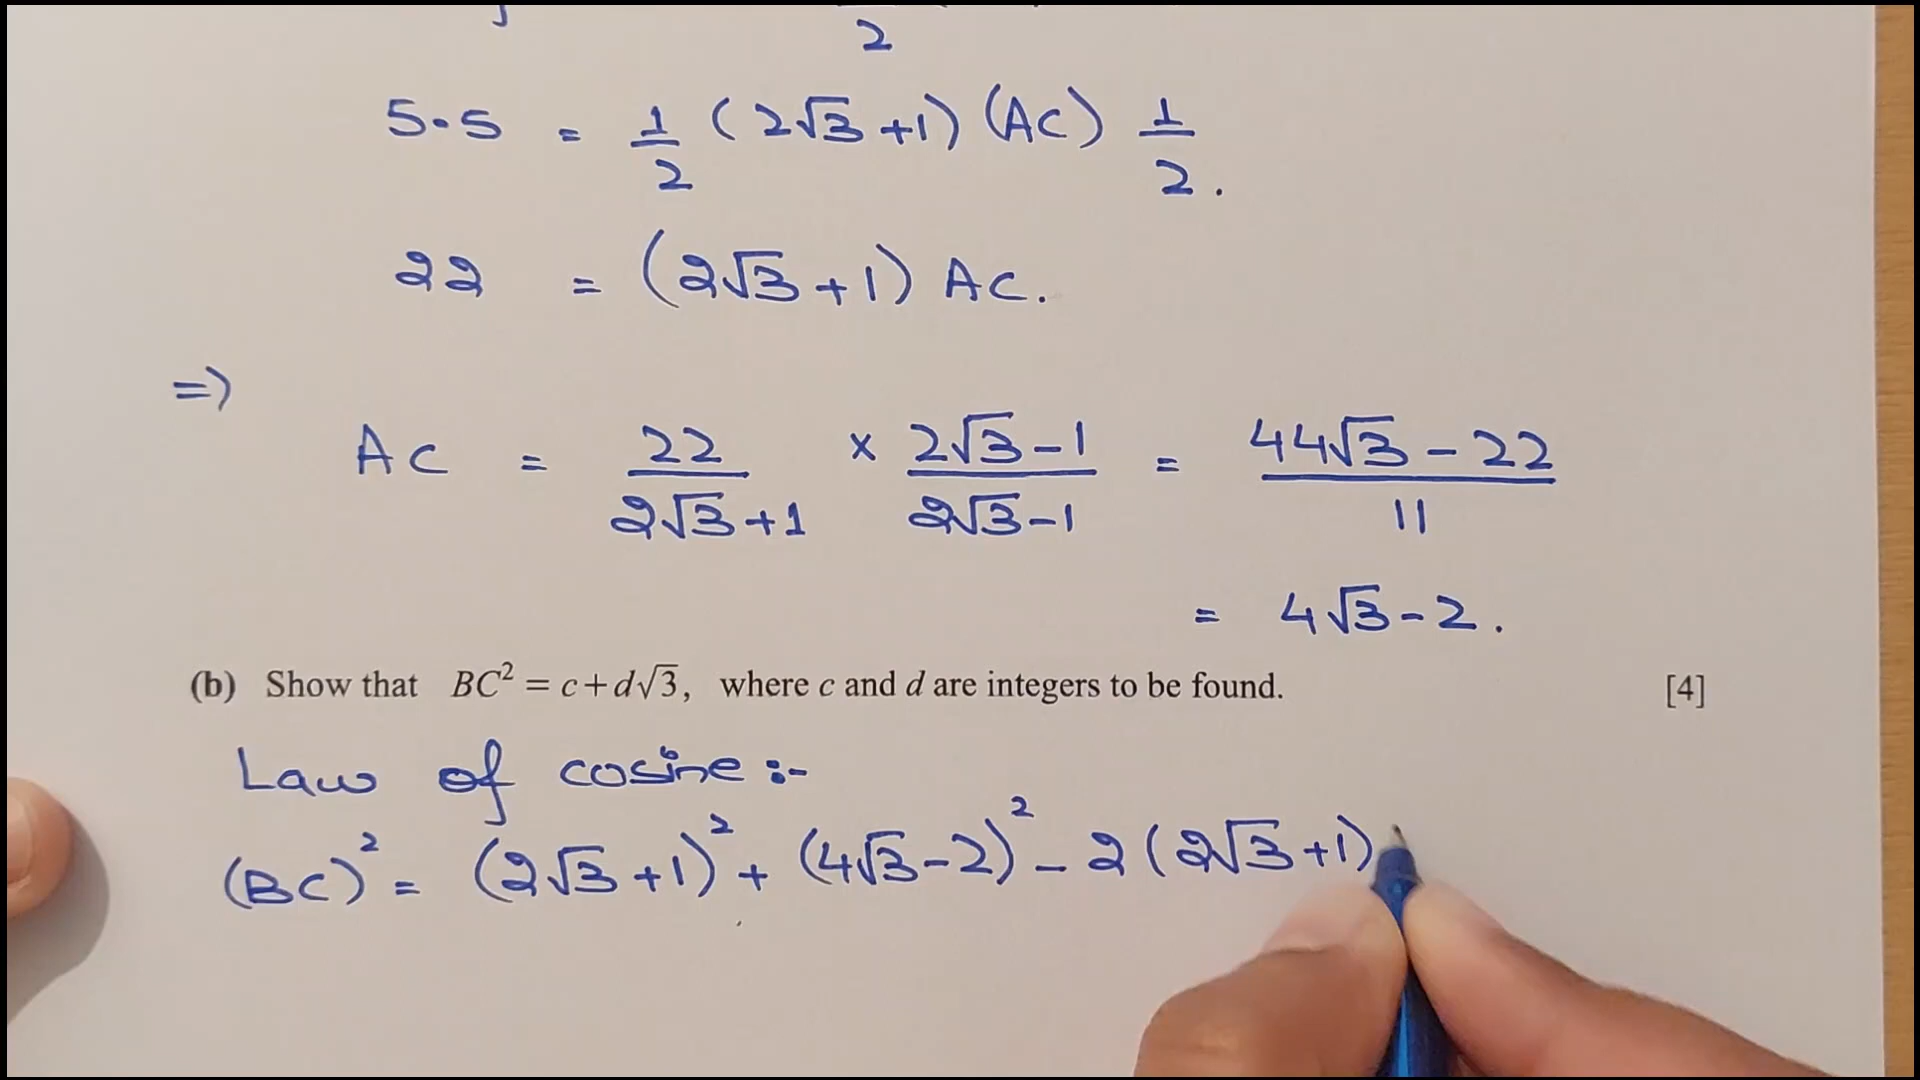 2
5.5 = 1/2 (2√3+1) (AC) 1/2.
22 = (2√3+1) AC.
=>
AC = 22/(2√3+1) × (2√3-1)/(2√3-1) = (44√3-22)/11
= 4√3-2.
(b) Show that BC² = c+d√3, where c and d are integers to be found. [4]
Law of cosine :-
(BC)² = (2√3+1)² + (4√3-2)² - 2(2√3+1)